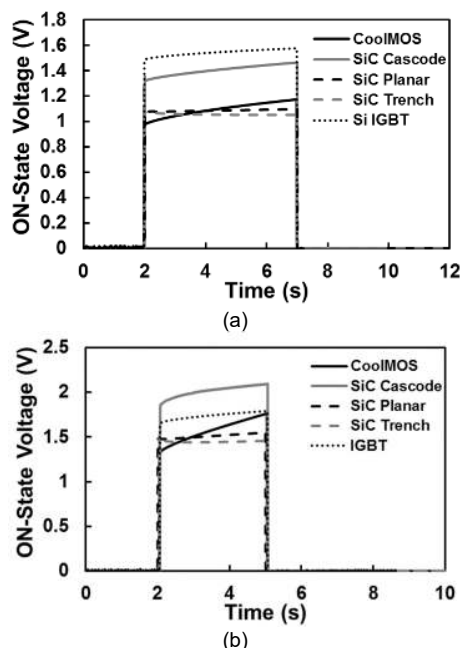 ON-State Voltage (V)
1.8
1.6
1.4
1.2
1
0.8
0.6
0.4
0.2
0
CoolMOS
SiC Cascode
SiC Planar
SiC Trench
Si IGBT
0 2 4 6 8 10 12
Time (s)
(a)
ON-State Voltage (V)
2.5
2
1.5
1
0.5
0
CoolMOS
SiC Cascode
SiC Planar
SiC Trench
IGBT
0 2 4 6 8 10
Time (s)
(b)